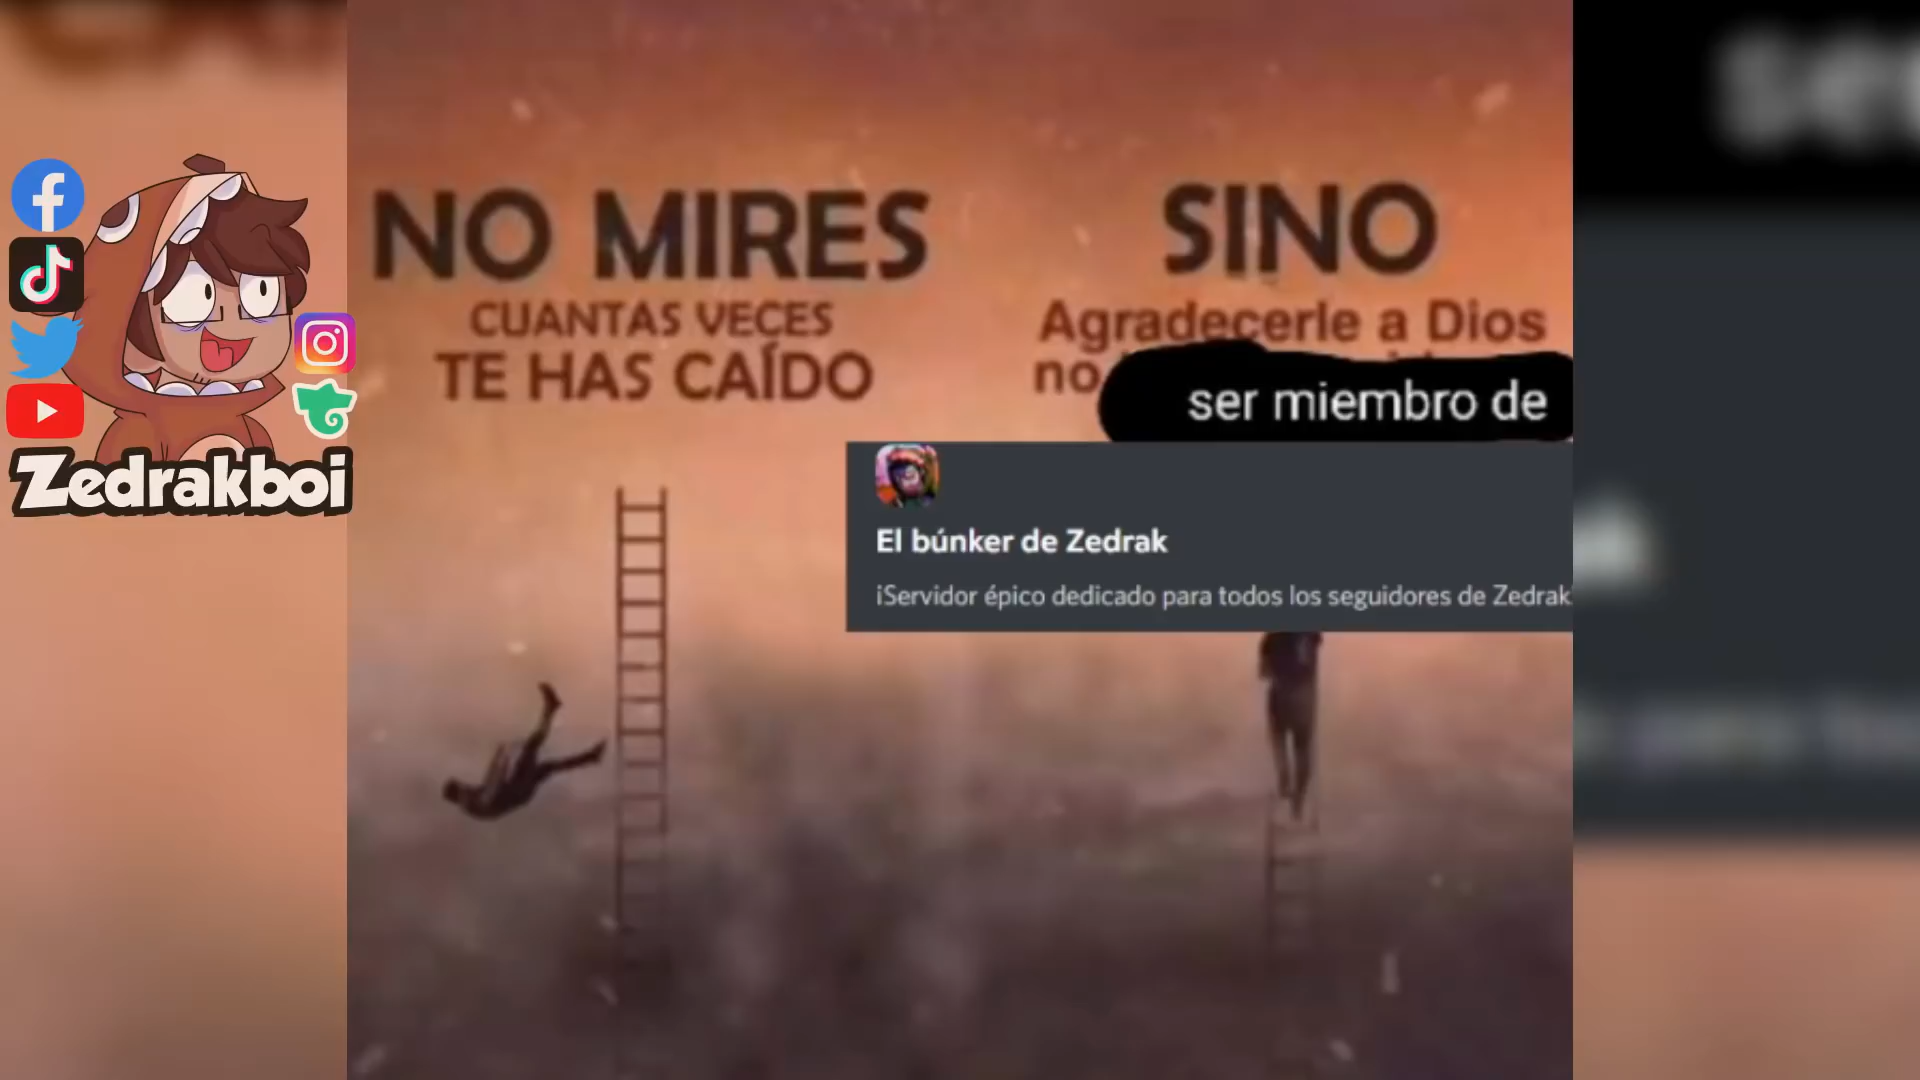 NO MIRES
CUANTAS VECES
TE HAS CAÍDO
SINO
Agradecerle a Dios
no
ser miembro de
El búnker de Zedrak
¡Servidor épico dedicado para todos los seguidores de Zedrak
Zedrakboi